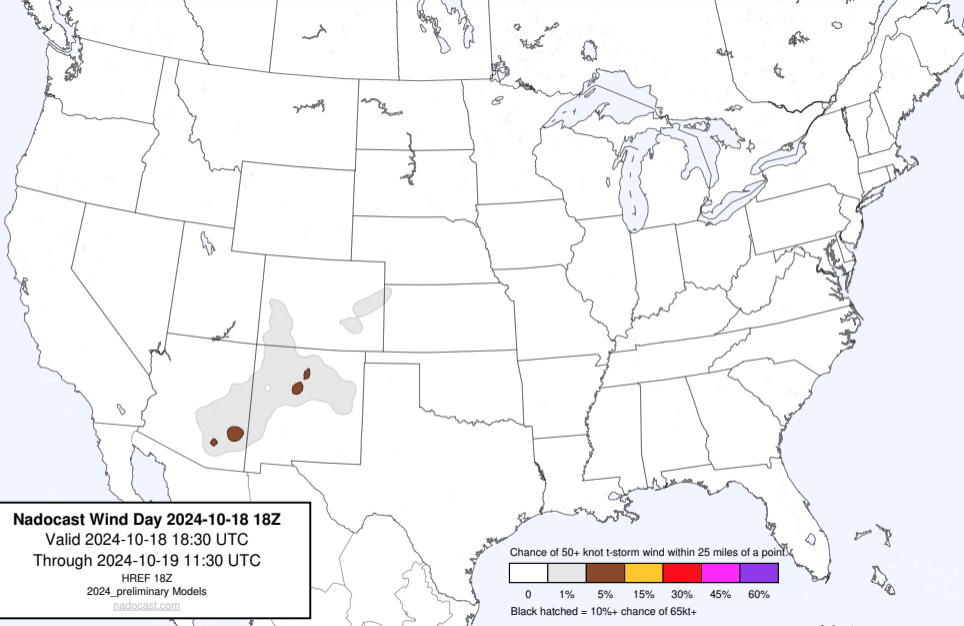 Nadocast Wind Day 2024-10-18 18Z
Valid 2024-10-18 18:30 UTC
Through 2024-10-19 11:30 UTC
HREF 18Z
2024_preliminary Models
nadocast.com
Chance of 50+ knot t-storm wind within 25 miles of a point.
0 1% 5% 15% 30% 45% 60%
Black hatched = 10%+ chance of 65kt+